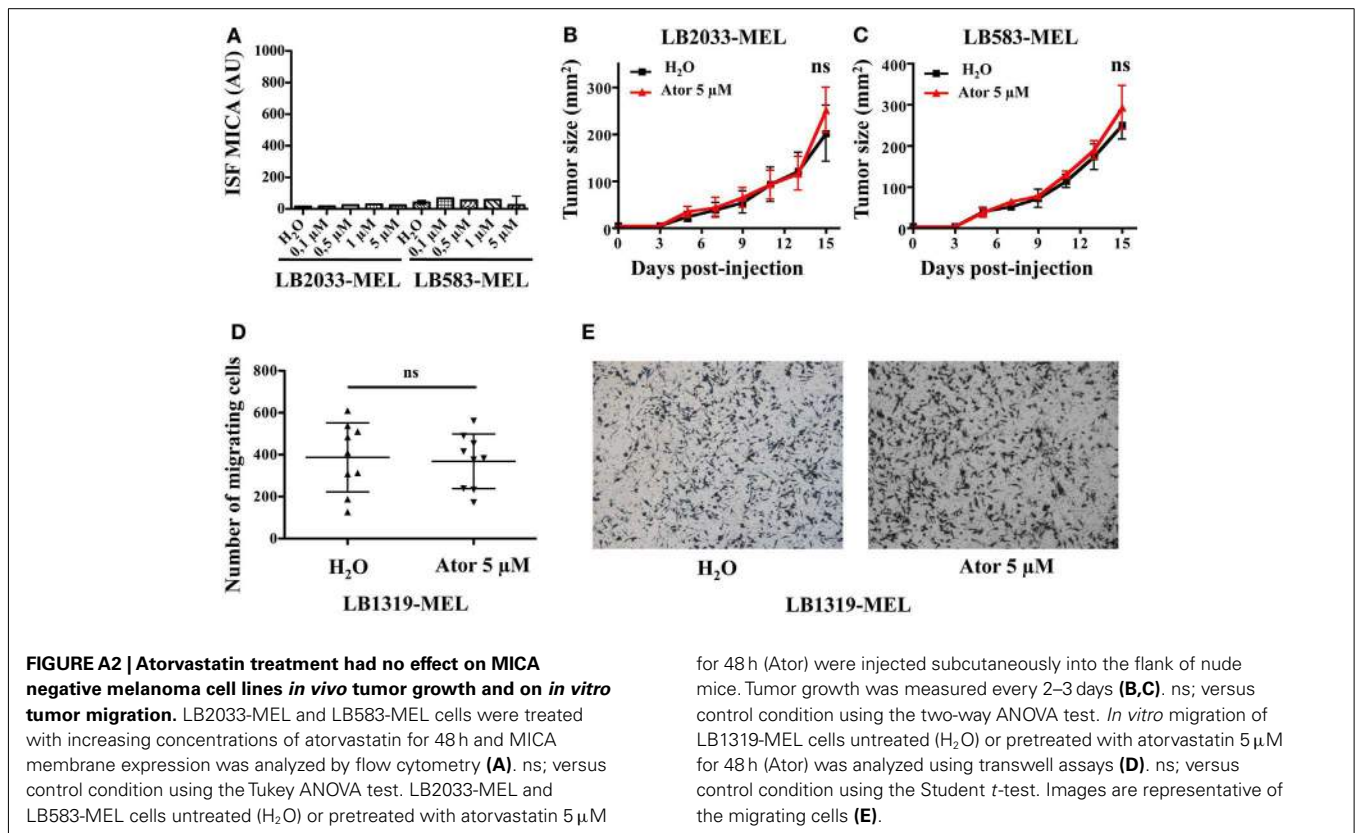 A
ISF MICA (AU)
1000
800
600
400
200
0
H₂O
0,1 µM
0,5 µM
1 µM
5 µM
H₂O
0,1 µM
0,5 µM
1 µM
5 µM
LB2033-MEL LB583-MEL
B
LB2033-MEL
H₂O
Ator 5 µM
ns
Tumor size (mm²)
300
200
100
0
0 3 6 9 12 15
Days post-injection
C
LB583-MEL
H₂O
Ator 5 µM
ns
Tumor size (mm²)
400
300
200
100
0
0 3 6 9 12 15
Days post-injection
D
Number of migrating cells
800
600
400
200
0
ns
H₂O Ator 5 µM
LB1319-MEL
E
H₂O Ator 5 µM
LB1319-MEL
FIGURE A2 | Atorvastatin treatment had no effect on MICA
negative melanoma cell lines in vivo tumor growth and on in vitro
tumor migration. LB2033-MEL and LB583-MEL cells were treated
with increasing concentrations of atorvastatin for 48 h and MICA
membrane expression was analyzed by flow cytometry (A). ns; versus
control condition using the Tukey ANOVA test. LB2033-MEL and
LB583-MEL cells untreated (H₂O) or pretreated with atorvastatin 5 µM
for 48 h (Ator) were injected subcutaneously into the flank of nude
mice. Tumor growth was measured every 2–3 days (B,C). ns; versus
control condition using the two-way ANOVA test. In vitro migration of
LB1319-MEL cells untreated (H₂O) or pretreated with atorvastatin 5 µM
for 48 h (Ator) was analyzed using transwell assays (D). ns; versus
control condition using the Student t-test. Images are representative of
the migrating cells (E).